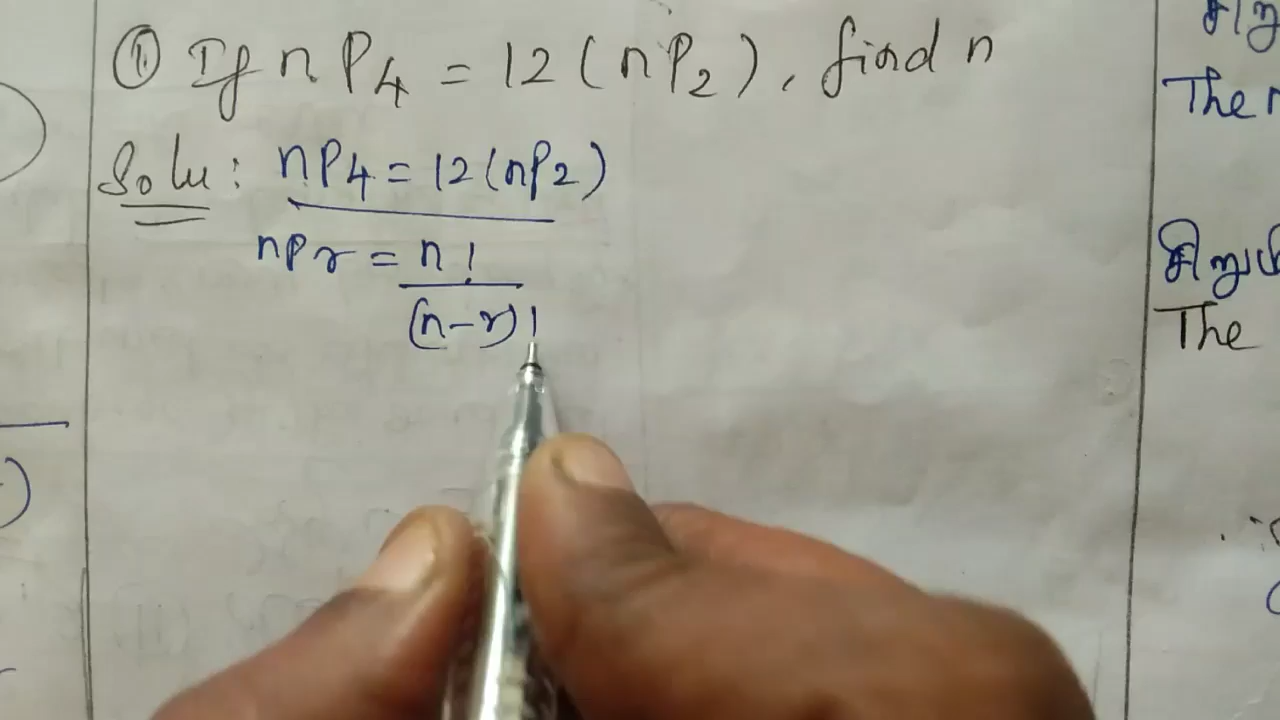 ① If nP4 = 12(nP2), find n
Solu: nP4 = 12(nP2)
nPr = n!
(n-r)!
The
The